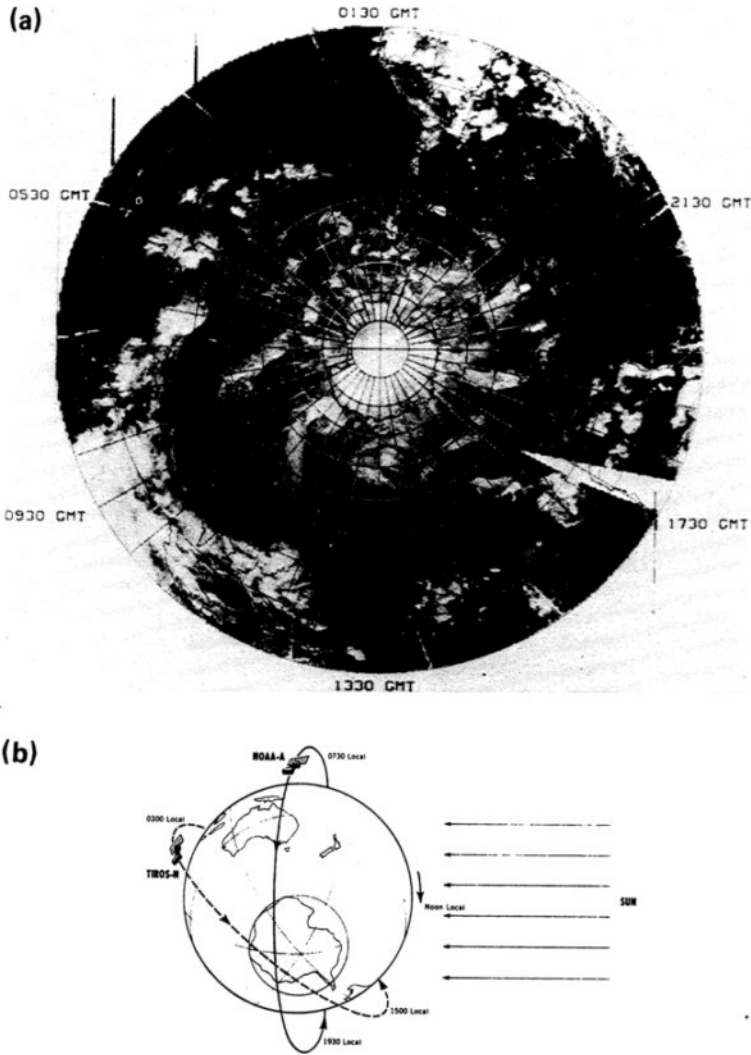 (a)
0130 GMT
0530 GMT
2130 GMT
0930 GMT
1730 GMT
1330 GMT
(b)
NOAA-A
0730 Local
0300 Local
TIROS-N
Noon Local
SUN
1500 Local
1930 Local